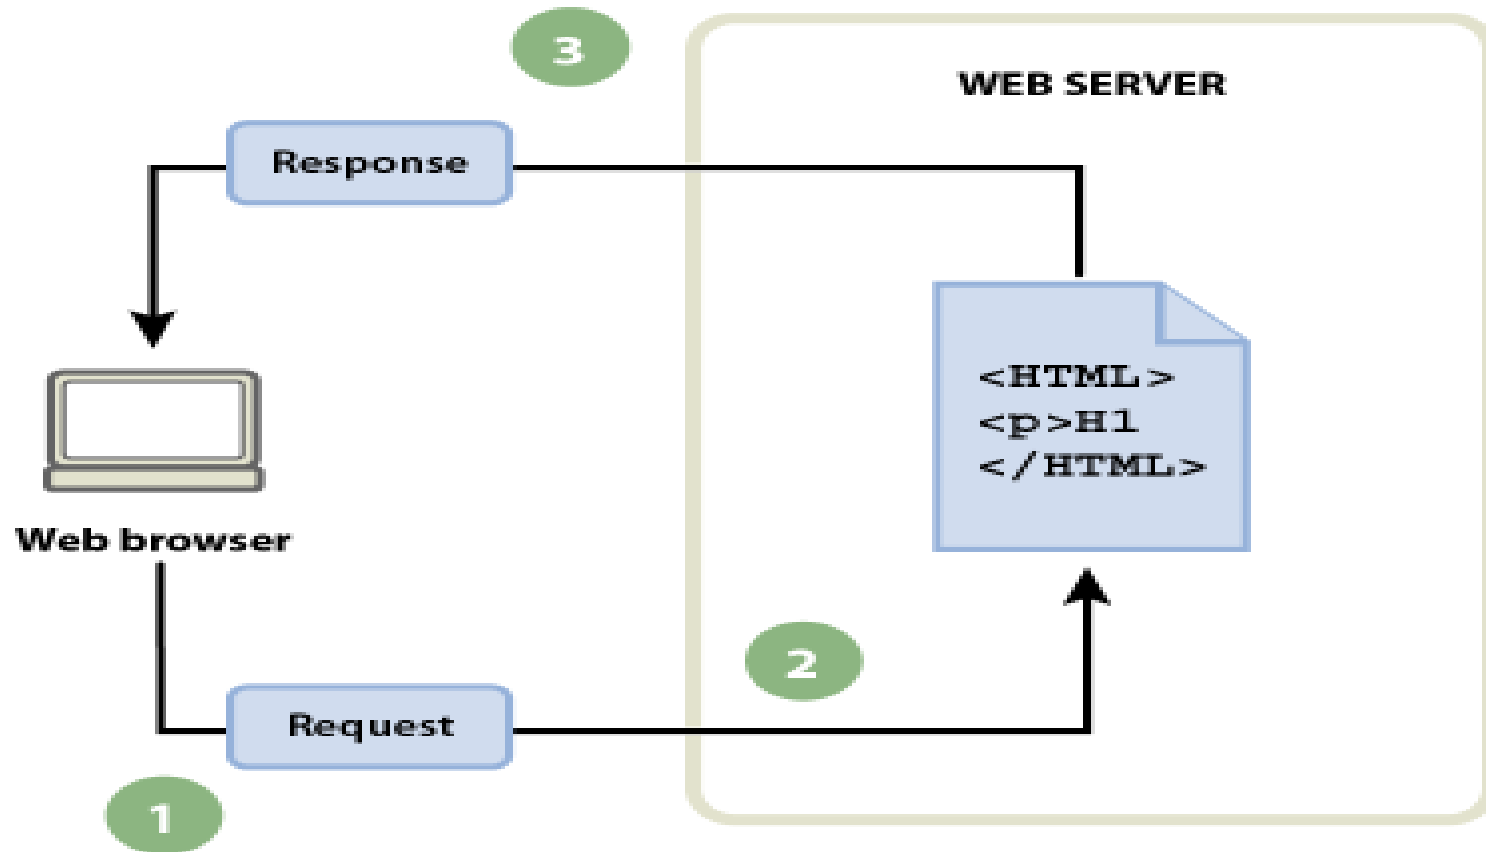 3
WEB SERVER
Response
<HTML>
<p>H1
</HTML>
Web browser
2
Request
1